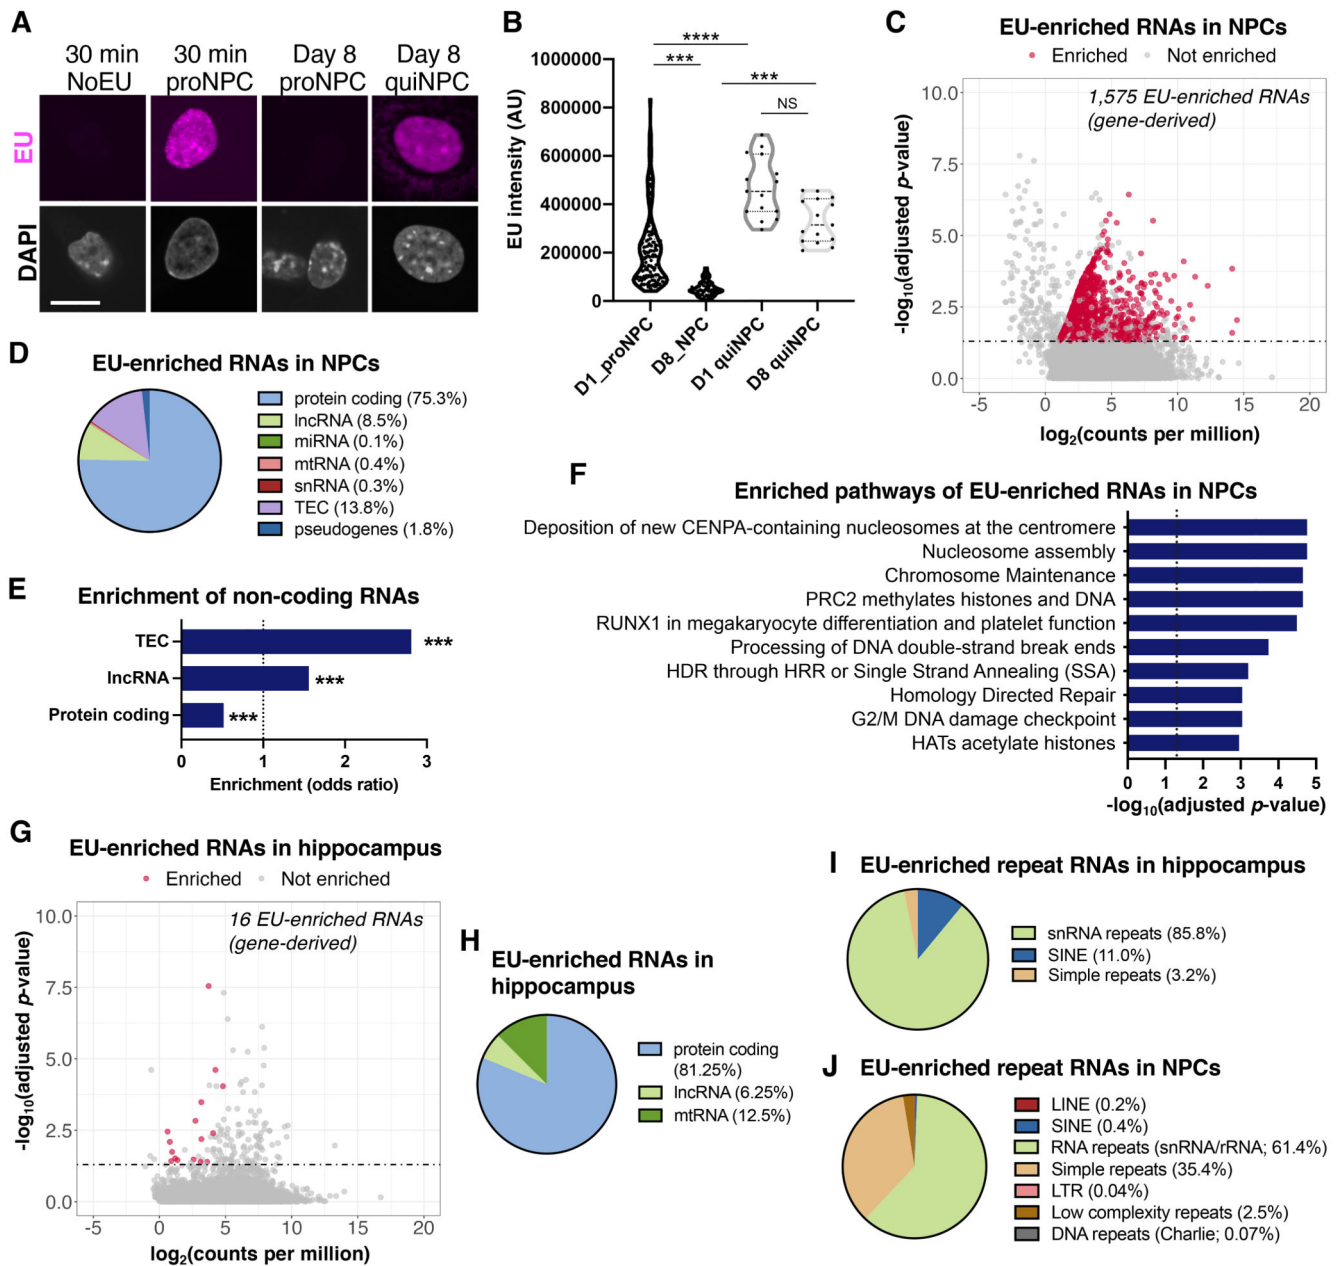 A
30 min
NoEU
30 min
proNPC
Day 8
proNPC
Day 8
quiNPC
EU
DAPI
B
****
***
***
NS
EU intensity (AU)
1000000
800000
600000
400000
200000
0
D1_proNPC
D8_NPC
D1 quiNPC
D8 quiNPC
C
EU-enriched RNAs in NPCs
Enriched
Not enriched
1,575 EU-enriched RNAs
(gene-derived)
-log10(adjusted p-value)
10.0
7.5
5.0
2.5
0.0
-5
0
5
10
15
20
log2(counts per million)
D
EU-enriched RNAs in NPCs
protein coding (75.3%)
lncRNA (8.5%)
miRNA (0.1%)
mtRNA (0.4%)
snRNA (0.3%)
TEC (13.8%)
pseudogenes (1.8%)
E
Enrichment of non-coding RNAs
TEC
***
lncRNA
***
Protein coding
***
0
1
2
3
Enrichment (odds ratio)
F
Enriched pathways of EU-enriched RNAs in NPCs
Deposition of new CENPA-containing nucleosomes at the centromere
Nucleosome assembly
Chromosome Maintenance
PRC2 methylates histones and DNA
RUNX1 in megakaryocyte differentiation and platelet function
Processing of DNA double-strand break ends
HDR through HRR or Single Strand Annealing (SSA)
Homology Directed Repair
G2/M DNA damage checkpoint
HATs acetylate histones
0
1
2
3
4
5
-log10(adjusted p-value)
G
EU-enriched RNAs in hippocampus
Enriched
Not enriched
16 EU-enriched RNAs
(gene-derived)
-log10(adjusted p-value)
10.0
7.5
5.0
2.5
0.0
-5
0
5
10
15
20
log2(counts per million)
H
EU-enriched RNAs in
hippocampus
protein coding
(81.25%)
lncRNA (6.25%)
mtRNA (12.5%)
I
EU-enriched repeat RNAs in hippocampus
snRNA repeats (85.8%)
SINE (11.0%)
Simple repeats (3.2%)
J
EU-enriched repeat RNAs in NPCs
LINE (0.2%)
SINE (0.4%)
RNA repeats (snRNA/rRNA; 61.4%)
Simple repeats (35.4%)
LTR (0.04%)
Low complexity repeats (2.5%)
DNA repeats (Charlie; 0.07%)